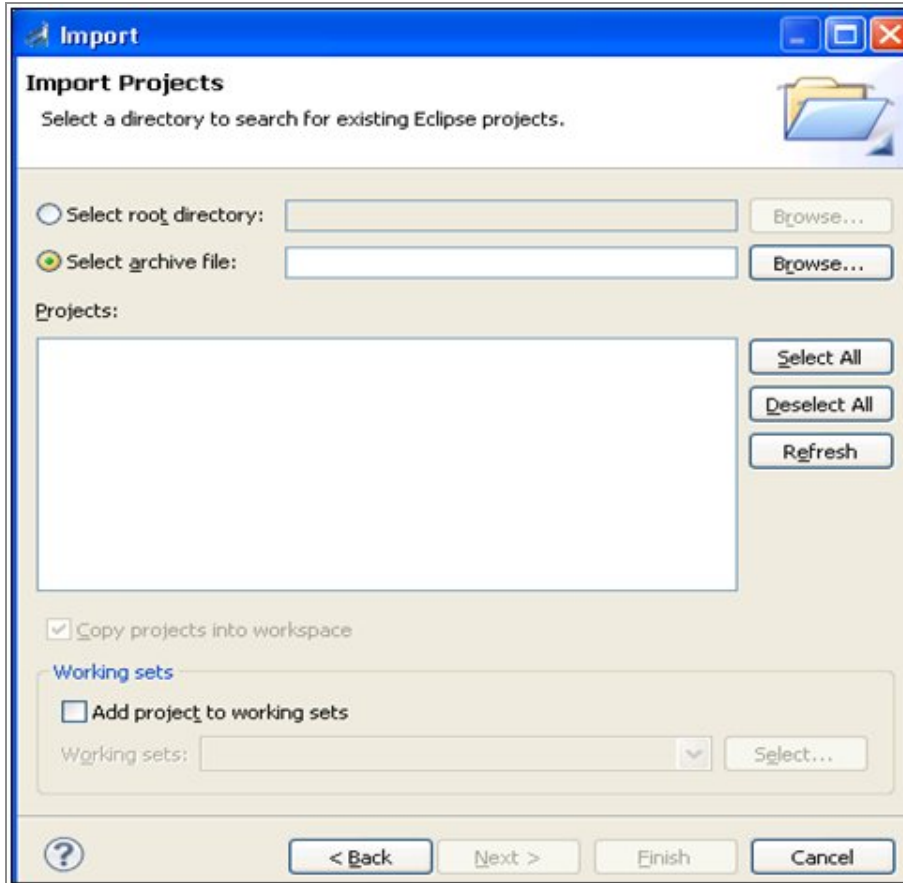 Import
Import Projects
Select a directory to search for existing Eclipse projects.
Select root directory: Browse...
Select archive file: Browse...
Projects:
Select All
Deselect All
Refresh
Copy projects into workspace
Working sets
Add project to working sets
Working sets: Select...
? < Back Next > Finish Cancel